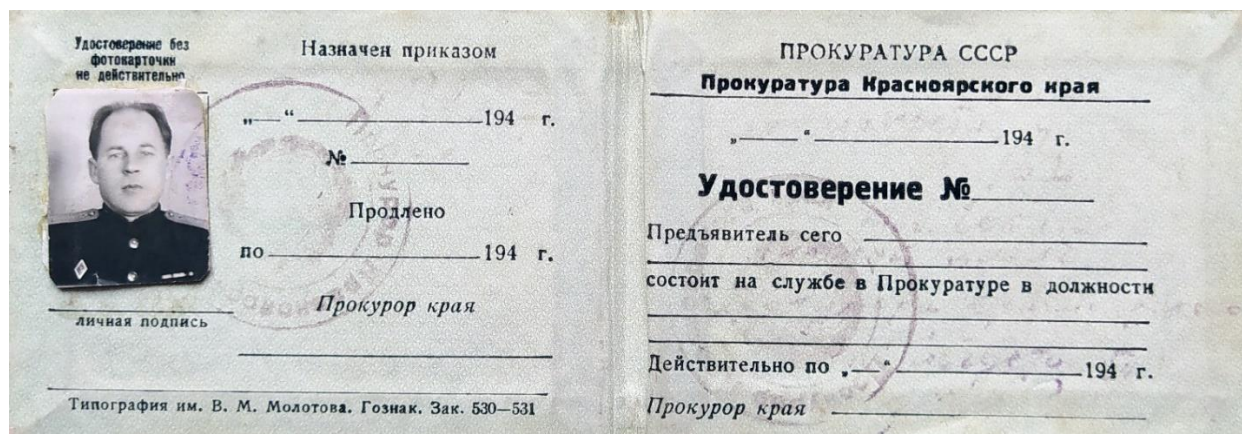 Удостоверение без
фотокарточки
не действительно
личная подпись
Назначен приказом
„—“ 194 г.
№
Продлено
по 194 г.
Прокурор края
Типография им. В. М. Молотова. Гознак. Зак. 530—531
ПРОКУРАТУРА СССР
Прокуратура Красноярского края
„—“ 194 г.
Удостоверение №
Предъявитель сего
состоит на службе в Прокуратуре в должности
Действительно по „—“ 194 г.
Прокурор края